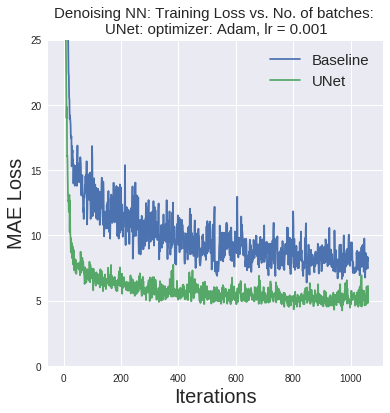 Denoising NN: Training Loss vs. No. of batches:
UNet: optimizer: Adam, lr = 0.001
Baseline
UNet
MAE Loss
25
20
15
10
5
0
0 200 400 600 800 1000
Iterations